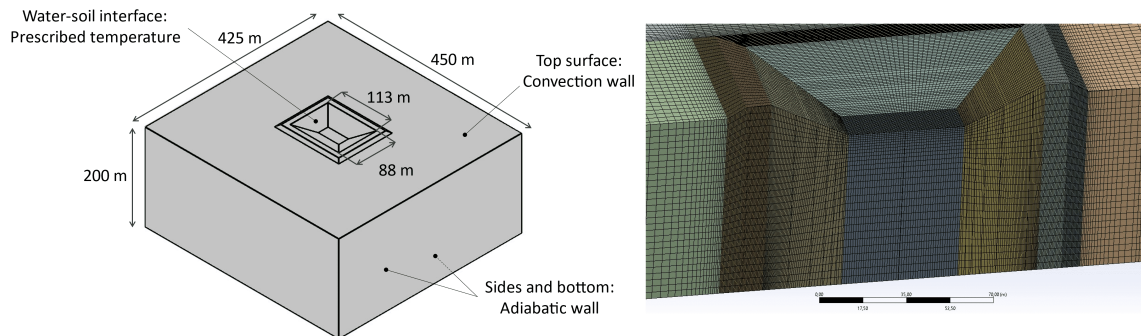 Water-soil interface:
Prescribed temperature
425 m
450 m
Top surface:
Convection wall
113 m
88 m
200 m
Sides and bottom:
Adiabatic wall
0,00
35,00
70,00 (m)
17,50
52,50